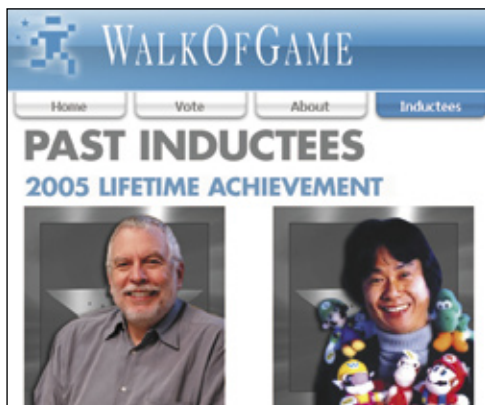 WALKOFGAME
Home Vote About Inductees
PAST INDUCTEES
2005 LIFETIME ACHIEVEMENT